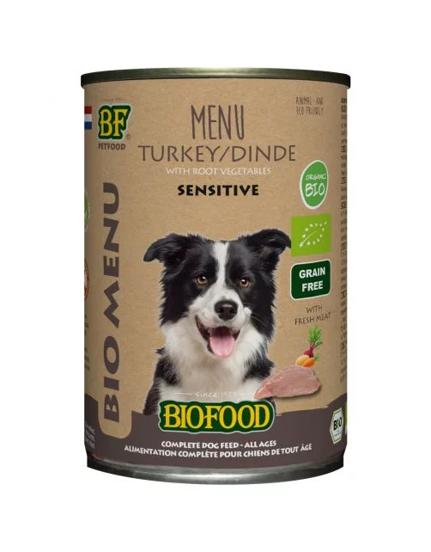 BF
PETFOOD
MENU
TURKEY/DINDE
WITH ROOT VEGETABLES
SENSITIVE
ANIMAL- AND
ECO FRIENDLY
ORGANIC
BIO
GRAIN
FREE
WITH
FRESH MEAT
BIO MENU
BIOFOOD
BIO
COMPLETE DOG FEED - ALL AGES
ALIMENTATION COMPLÈTE POUR CHIENS DE TOUT ÂGE